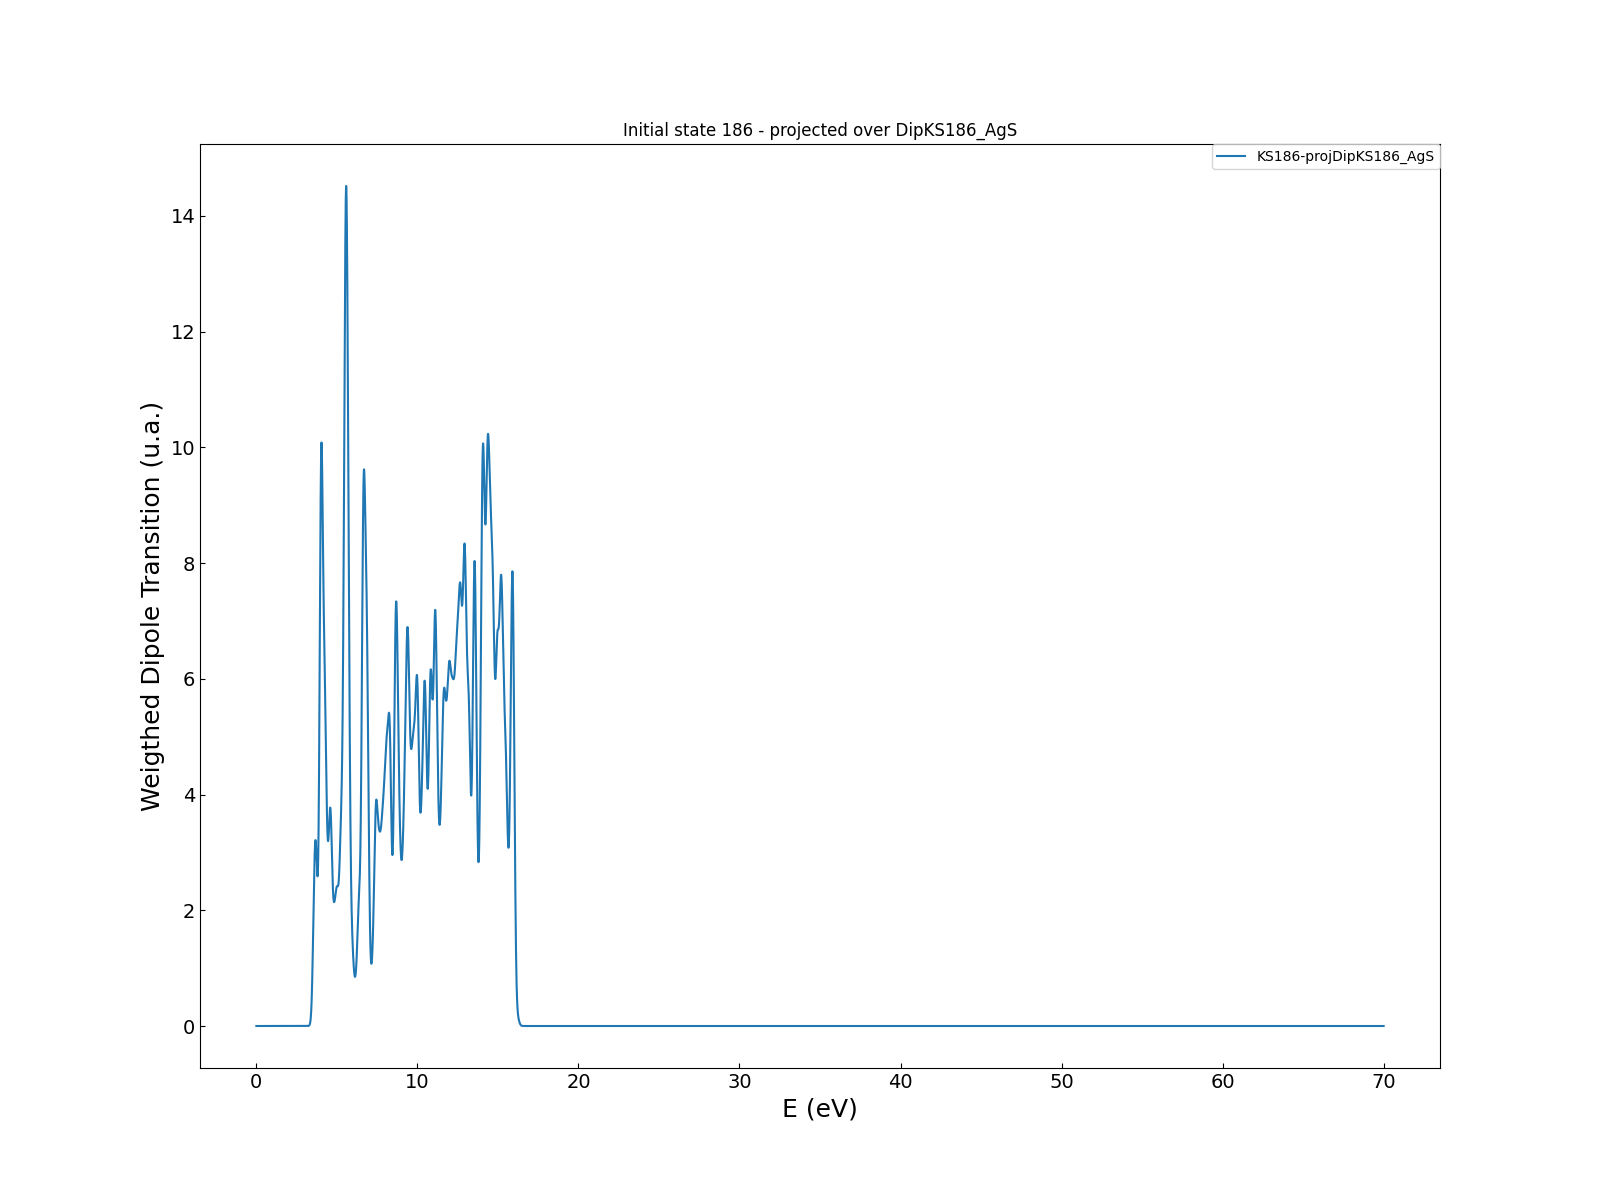 Initial state 186 - projected over DipKS186_AgS
KS186-projDipKS186_AgS
14
12
10
8
6
4
2
0
Weigthed Dipole Transition (u.a.)
0 10 20 30 40 50 60 70
E (eV)